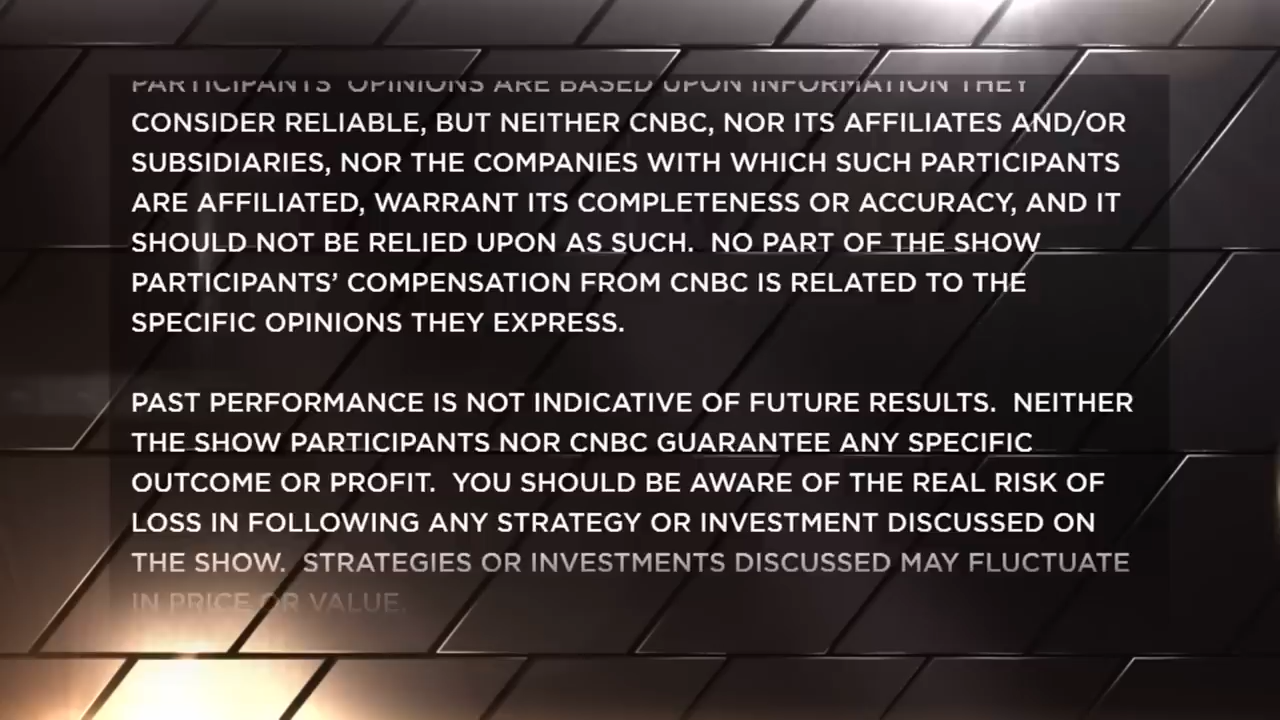 PARTICIPANTS' OPINIONS ARE BASED UPON INFORMATION THEY
CONSIDER RELIABLE, BUT NEITHER CNBC, NOR ITS AFFILIATES AND/OR
SUBSIDIARIES, NOR THE COMPANIES WITH WHICH SUCH PARTICIPANTS
ARE AFFILIATED, WARRANT ITS COMPLETENESS OR ACCURACY, AND IT
SHOULD NOT BE RELIED UPON AS SUCH.  NO PART OF THE SHOW
PARTICIPANTS’ COMPENSATION FROM CNBC IS RELATED TO THE
SPECIFIC OPINIONS THEY EXPRESS.
PAST PERFORMANCE IS NOT INDICATIVE OF FUTURE RESULTS.  NEITHER
THE SHOW PARTICIPANTS NOR CNBC GUARANTEE ANY SPECIFIC
OUTCOME OR PROFIT.  YOU SHOULD BE AWARE OF THE REAL RISK OF
LOSS IN FOLLOWING ANY STRATEGY OR INVESTMENT DISCUSSED ON
THE SHOW.  STRATEGIES OR INVESTMENTS DISCUSSED MAY FLUCTUATE
IN PRICE OR VALUE.